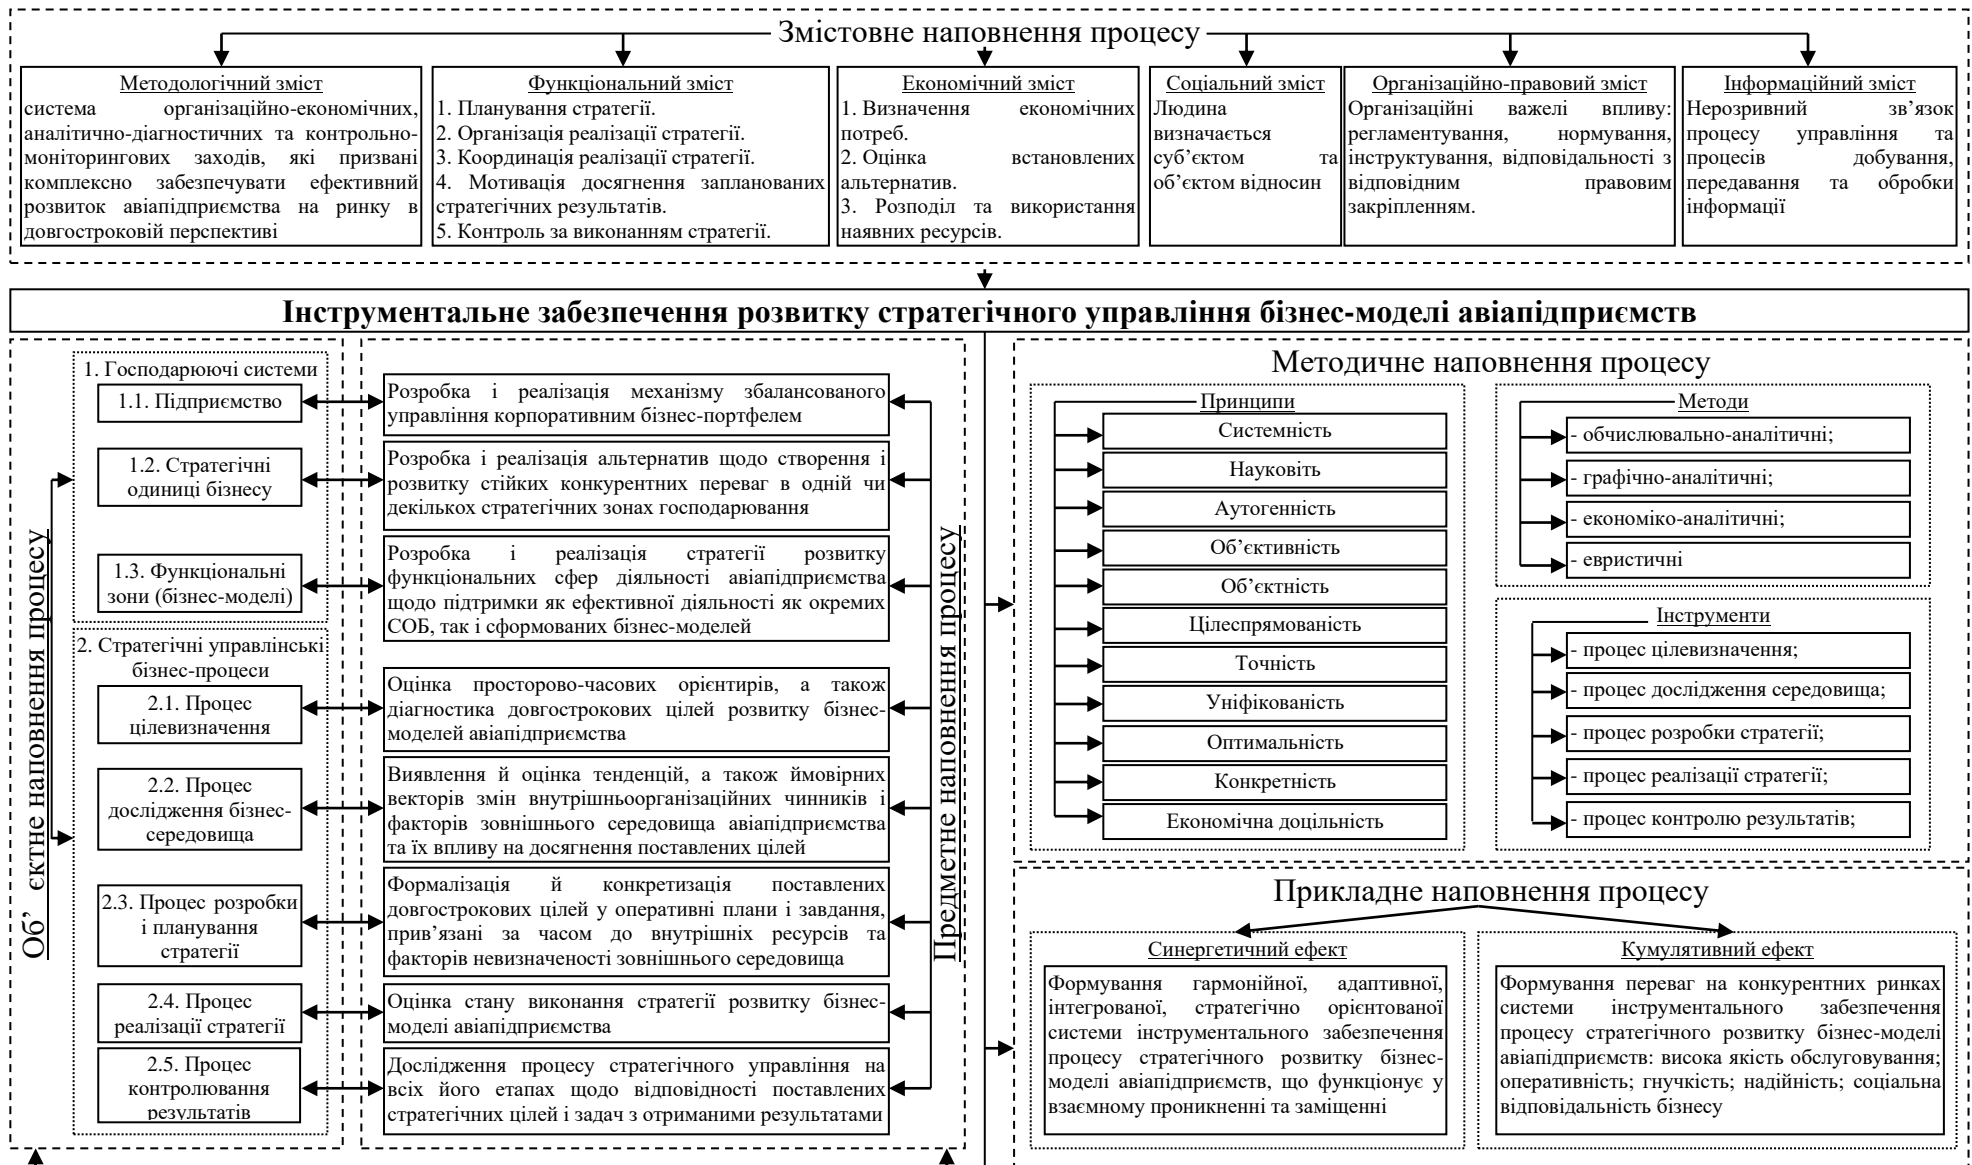 Змістовне наповнення процесу
Методологічний зміст
система організаційно-економічних,
аналітично-діагностичних та контрольно-
моніторингових заходів, які призвані
комплексно забезпечувати ефективний
розвиток авіапідприємства на ринку в
довгостроковій перспективі
Функціональний зміст
1. Планування стратегії.
2. Організація реалізації стратегії.
3. Координація реалізації стратегії.
4. Мотивація досягнення запланованих
стратегічних результатів.
5. Контроль за виконанням стратегії.
Економічний зміст
1. Визначення економічних
потреб.
2. Оцінка встановлених
альтернатив.
3. Розподіл та використання
наявних ресурсів.
Соціальний зміст
Людина
визначається
суб’єктом та
об’єктом відносин
Організаційно-правовий зміст
Організаційні важелі впливу:
регламентування, нормування,
інструктування, відповідальності з
відповідним правовим
закріпленням.
Інформаційний зміст
Нерозривний зв’язок
процесу управління та
процесів добування,
передавання та обробки
інформації
Інструментальне забезпечення розвитку стратегічного управління бізнес-моделі авіапідприємств
Об’ єктне наповнення процесу
1. Господарюючі системи
1.1. Підприємство
1.2. Стратегічні
одиниці бізнесу
1.3. Функціональні
зони (бізнес-моделі)
2. Стратегічні управлінські
бізнес-процеси
2.1. Процес
цілевизначення
2.2. Процес
дослідження бізнес-
середовища
2.3. Процес розробки
і планування
стратегії
2.4. Процес
реалізації стратегії
2.5. Процес
контролювання
результатів
Розробка і реалізація механізму збалансованого
управління корпоративним бізнес-портфелем
Розробка і реалізація альтернатив щодо створення і
розвитку стійких конкурентних переваг в одній чи
декількох стратегічних зонах господарювання
Розробка і реалізація стратегії розвитку
функціональних сфер діяльності авіапідприємства
щодо підтримки як ефективної діяльності як окремих
СОБ, так і сформованих бізнес-моделей
Оцінка просторово-часових орієнтирів, а також
діагностика довгострокових цілей розвитку бізнес-
моделей авіапідприємства
Виявлення й оцінка тенденцій, а також ймовірних
векторів змін внутрішньоорганізаційних чинників і
факторів зовнішнього середовища авіапідприємства
та їх впливу на досягнення поставлених цілей
Формалізація й конкретизація поставлених
довгострокових цілей у оперативні плани і завдання,
прив’язані за часом до внутрішніх ресурсів та
факторів невизначеності зовнішнього середовища
Оцінка стану виконання стратегії розвитку бізнес-
моделі авіапідприємства
Дослідження процесу стратегічного управління на
всіх його етапах щодо відповідності поставлених
стратегічних цілей і задач з отриманими результатами
Предметне наповнення процесу
Методичне наповнення процесу
Принципи
Системність
Науковіть
Аутогенність
Об’єктивність
Об’єктність
Цілеспрямованість
Точність
Уніфікованість
Оптимальність
Конкретність
Економічна доцільність
Методи
- обчислювально-аналітичні;
- графічно-аналітичні;
- економіко-аналітичні;
- евристичні
Інструменти
- процес цілевизначення;
- процес дослідження середовища;
- процес розробки стратегії;
- процес реалізації стратегії;
- процес контролю результатів;
Прикладне наповнення процесу
Синергетичний ефект
Формування гармонійної, адаптивної,
інтегрованої, стратегічно орієнтованої
системи інструментального забезпечення
процесу стратегічного розвитку бізнес-
моделі авіапідприємств, що функціонує у
взаємному проникненні та заміщенні
Кумулятивний ефект
Формування переваг на конкурентних ринках
системи інструментального забезпечення
процесу стратегічного розвитку бізнес-моделі
авіапідприємств: висока якість обслуговування;
оперативність; гнучкість; надійність; соціальна
відповідальність бізнесу